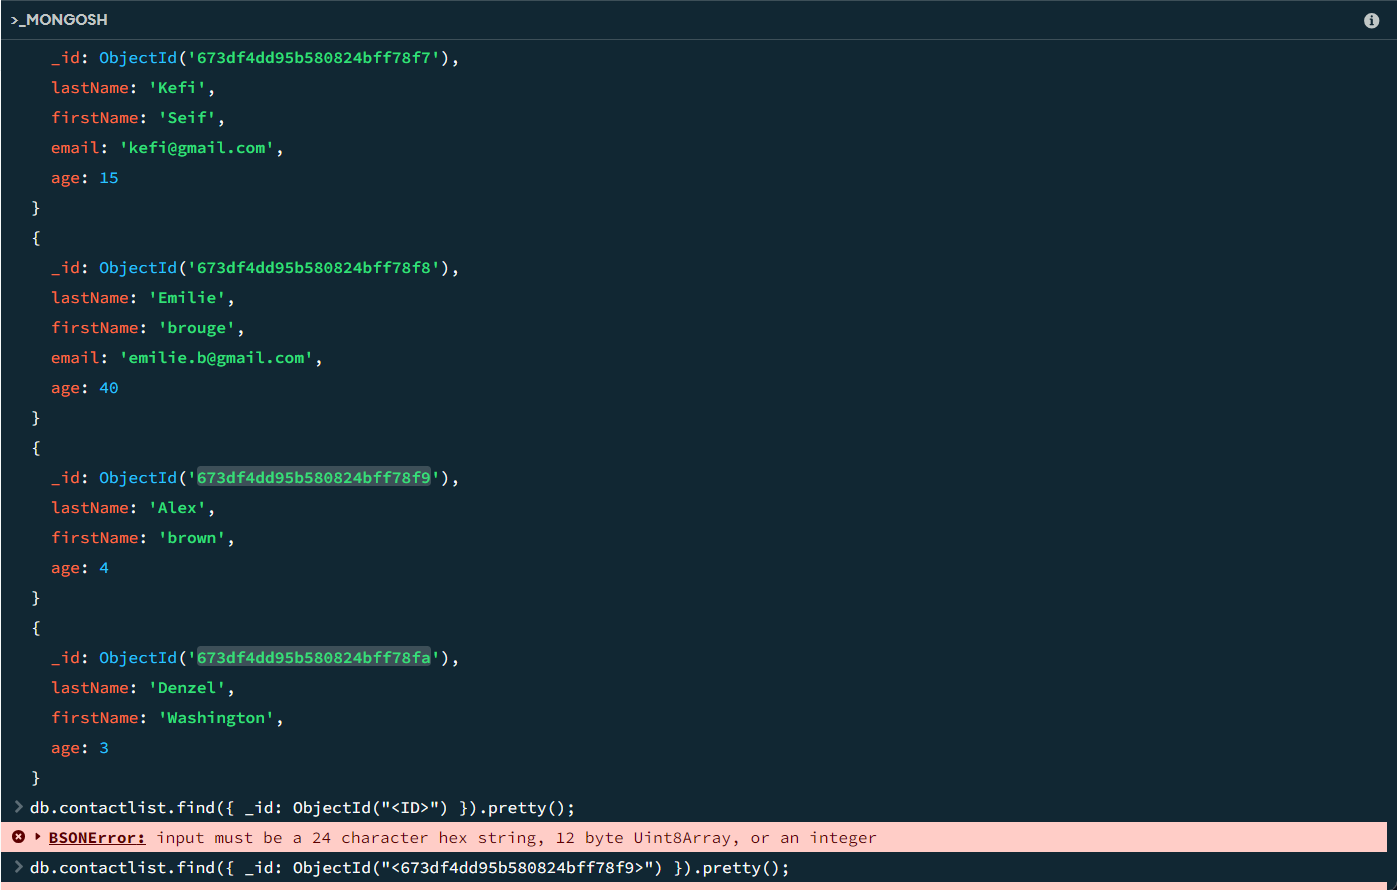 >_MONGOSH
_id: ObjectId('673df4dd95b580824bff78f7'),
lastName: 'Kefi',
firstName: 'Seif',
email: 'kefi@gmail.com',
age: 15
}
{
_id: ObjectId('673df4dd95b580824bff78f8'),
lastName: 'Emilie',
firstName: 'brouge',
email: 'emilie.b@gmail.com',
age: 40
}
{
_id: ObjectId('673df4dd95b580824bff78f9'),
lastName: 'Alex',
firstName: 'brown',
age: 4
}
{
_id: ObjectId('673df4dd95b580824bff78fa'),
lastName: 'Denzel',
firstName: 'Washington',
age: 3
}
> db.contactlist.find({ _id: ObjectId("<ID>") }).pretty();
BSONError: input must be a 24 character hex string, 12 byte Uint8Array, or an integer
> db.contactlist.find({ _id: ObjectId("<673df4dd95b580824bff78f9>") }).pretty();